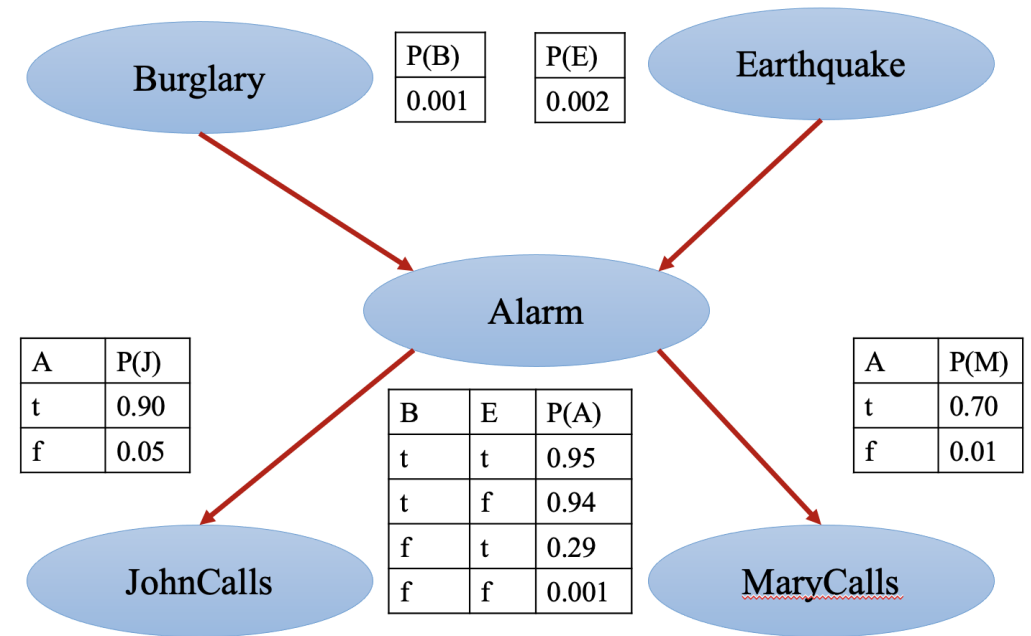 Burglary
P(B)
0.001
P(E)
0.002
Earthquake
Alarm
A P(J)
t 0.90
f 0.05
B E P(A)
t t 0.95
t f 0.94
f t 0.29
f f 0.001
A P(M)
t 0.70
f 0.01
JohnCalls
MaryCalls